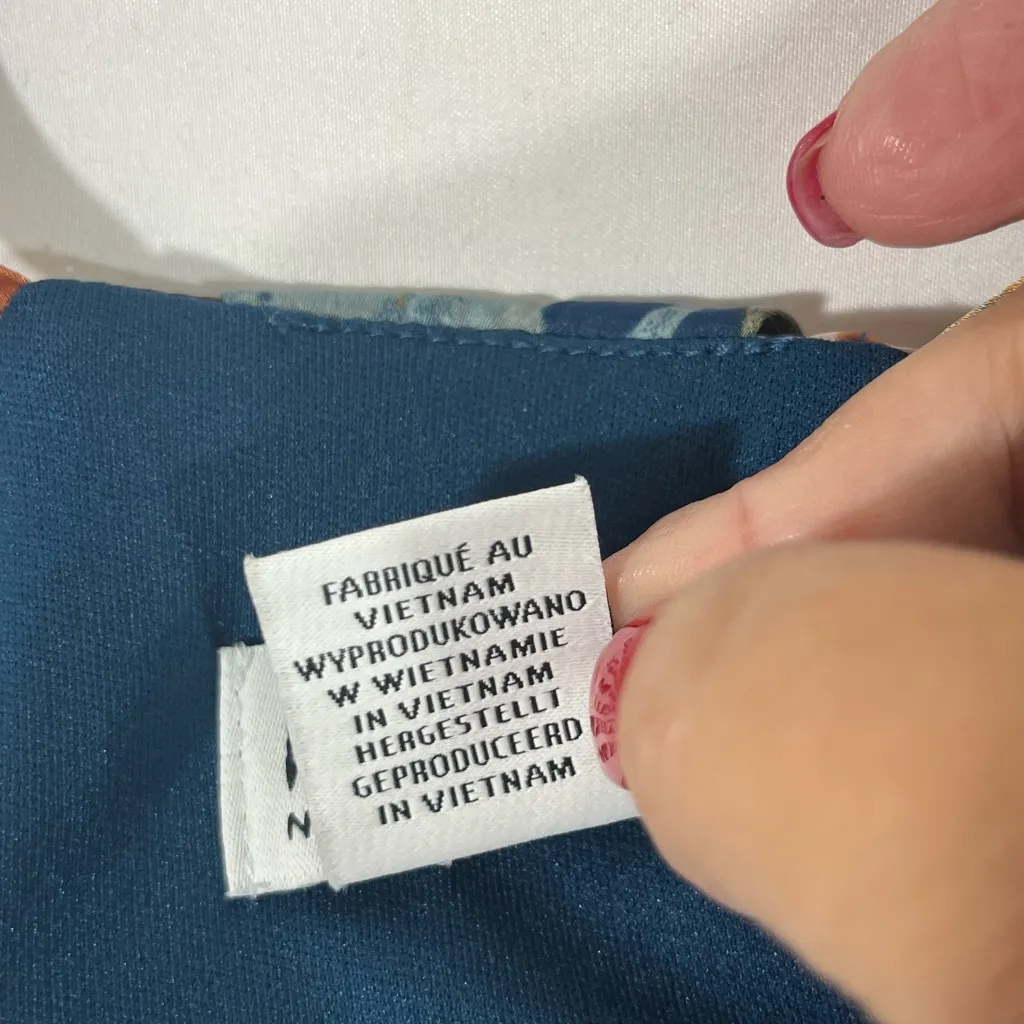 FABRIQUÉ AU
VIETNAM
WYPRODUKOWANO
W WIETNAMIE
IN VIETNAM
HERGESTELLT
GEPRODUCEERD
IN VIETNAM